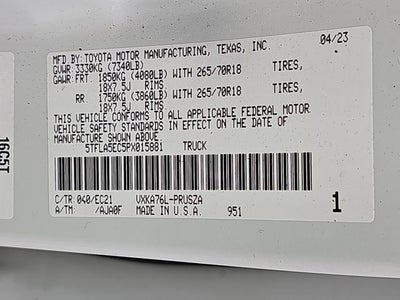 MFD. BY: TOYOTA MOTOR MANUFACTURING, TEXAS, INC. 04/23
GVWR: 3330KG (7340LB)
GAWR: FRT 1850KG (4080LB) WITH 265/70R18 TIRES,
18X7.5J RIMS
RR 1750KG (3860LB) WITH 265/70R18 TIRES,
18X7.5J RIMS
THIS VEHICLE CONFORMS TO ALL APPLICABLE FEDERAL MOTOR
VEHICLE SAFETY STANDARDS IN EFFECT ON THE DATE OF
MANUFACTURE SHOWN ABOVE
5TFLA5EC5PX015881 TRUCK
C/TR: 040/EC21 VXKA76L-PRUSZA
A/TM: /AJA0F MADE IN U.S.A. 951 1